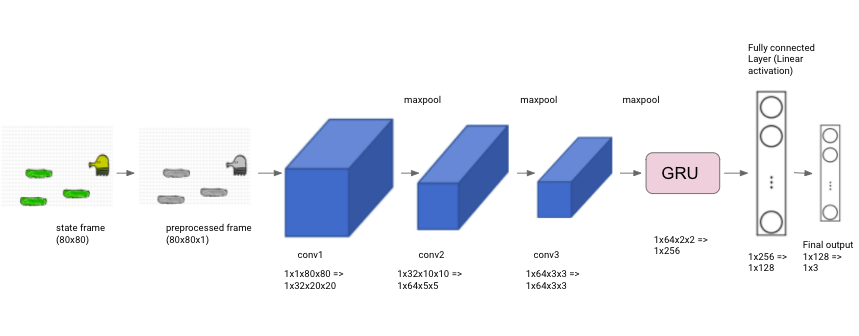 Fully connected
Layer (Linear
activation)
maxpool
maxpool
maxpool
GRU
state frame
(80x80)
preprocessed frame
(80x80x1)
conv1
1x1x80x80 =>
1x32x20x20
conv2
1x32x10x10 =>
1x64x5x5
conv3
1x64x3x3 =>
1x64x3x3
1x64x2x2 =>
1x256
1x256 =>
1x128
Final output
1x128 =>
1x3